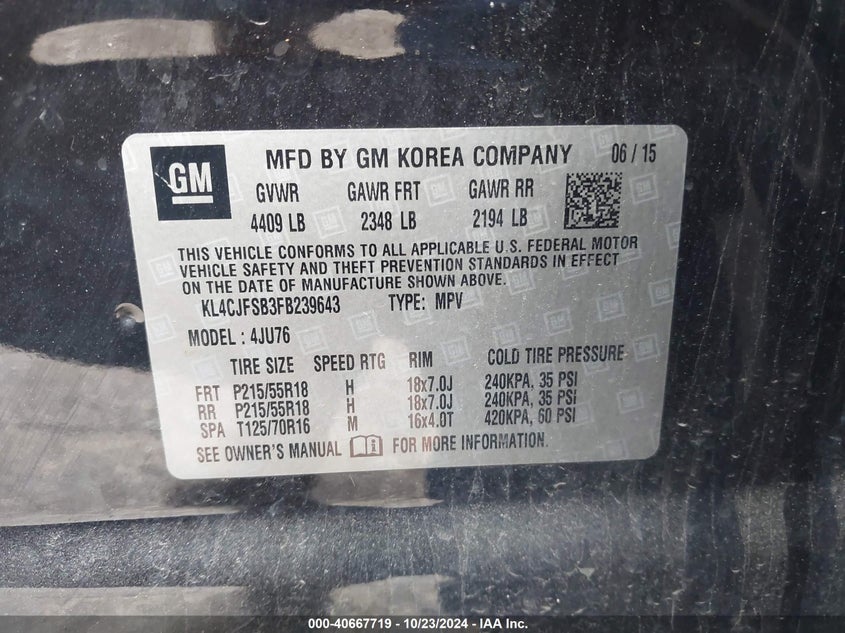 GM
MFD BY GM KOREA COMPANY 06 / 15
GVWR GAWR FRT GAWR RR
4409 LB 2348 LB 2194 LB
THIS VEHICLE CONFORMS TO ALL APPLICABLE U.S. FEDERAL MOTOR
VEHICLE SAFETY AND THEFT PREVENTION STANDARDS IN EFFECT
ON THE DATE OF MANUFACTURE SHOWN ABOVE.
KL4CJFSB3FB239643 TYPE: MPV
MODEL : 4JU76
TIRE SIZE SPEED RTG RIM COLD TIRE PRESSURE
FRT P215/55R18 H 18x7.0J 240KPA, 35 PSI
RR P215/55R18 H 18x7.0J 240KPA, 35 PSI
SPA T125/70R16 M 16x4.0T 420KPA, 60 PSI
SEE OWNER'S MANUAL FOR MORE INFORMATION.
000-40667719 - 10/23/2024 - IAA Inc.